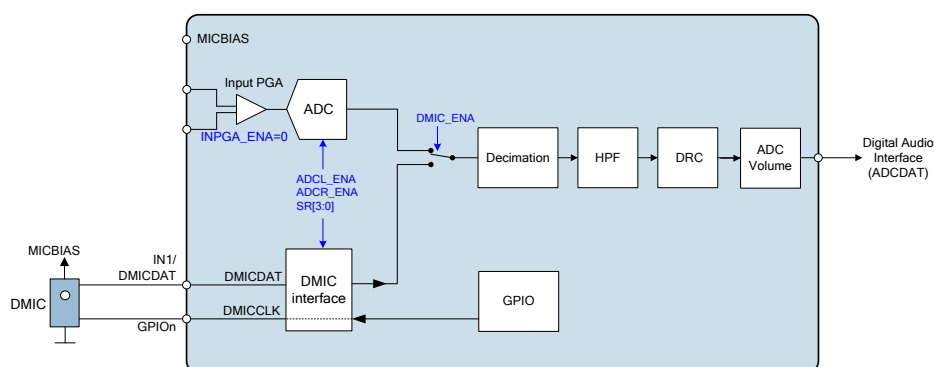 MICBIAS
Input PGA
ADC
INPGA_ENA=0
DMIC_ENA
Decimation
HPF
DRC
ADC
Volume
Digital Audio
Interface
(ADCDAT)
ADCL_ENA
ADCR_ENA
SR[3:0]
MICBIAS
IN1/
DMICDAT
DMICDAT
DMIC
interface
DMIC
GPIO
DMICCLK
GPIOn